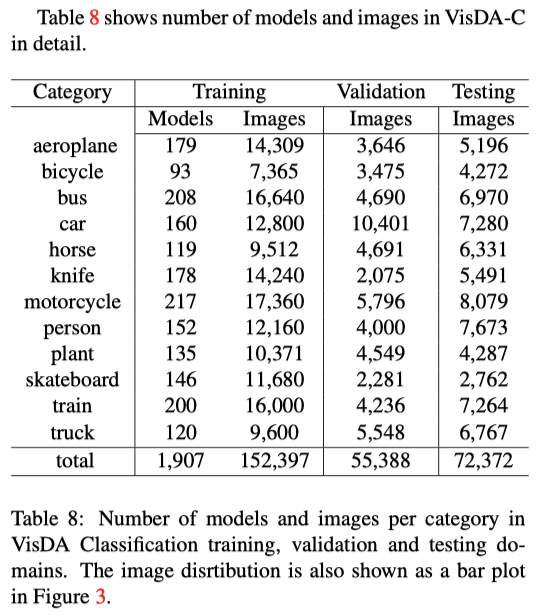 Table 8 shows number of models and images in VisDA-C
in detail.
Category Training Validation Testing
Models Images Images Images
aeroplane 179 14,309 3,646 5,196
bicycle 93 7,365 3,475 4,272
bus 208 16,640 4,690 6,970
car 160 12,800 10,401 7,280
horse 119 9,512 4,691 6,331
knife 178 14,240 2,075 5,491
motorcycle 217 17,360 5,796 8,079
person 152 12,160 4,000 7,673
plant 135 10,371 4,549 4,287
skateboard 146 11,680 2,281 2,762
train 200 16,000 4,236 7,264
truck 120 9,600 5,548 6,767
total 1,907 152,397 55,388 72,372
Table 8: Number of models and images per category in
VisDA Classification training, validation and testing do-
mains. The image disrtibution is also shown as a bar plot
in Figure 3.